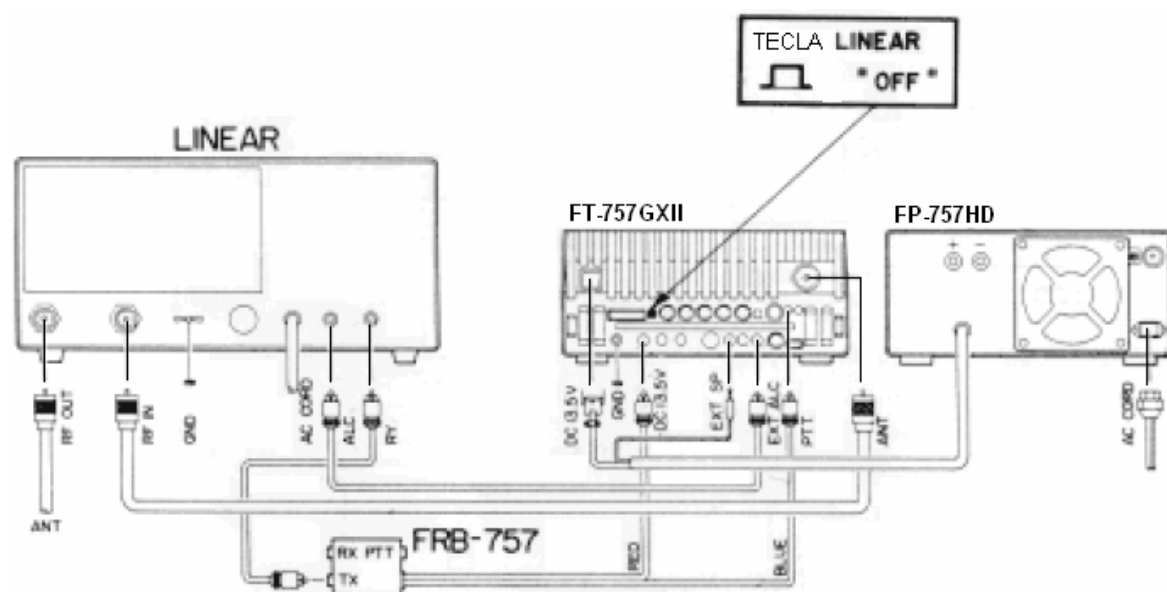 TECLA LINEAR
"OFF"
LINEAR
FT-757GXII
FP-757HD
+ -
RF OUT
RF IN
GND
AC CORD
ALC
RY
DC 13.5V
GND
DC 13.5V
EXT SP
EXT ALC
PTT
ANT
AC CORD
ANT
FRB-757
RX PTT
TX
RED
BLUE